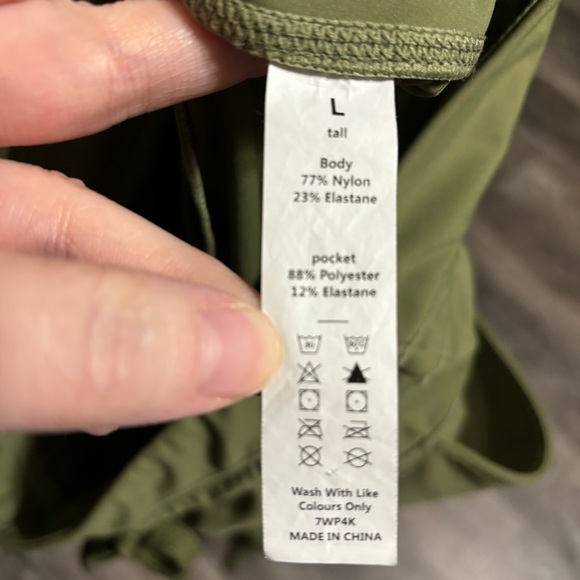 L
tall
Body
77% Nylon
23% Elastane
pocket
88% Polyester
12% Elastane
Wash With Like
Colours Only
7WP4K
MADE IN CHINA